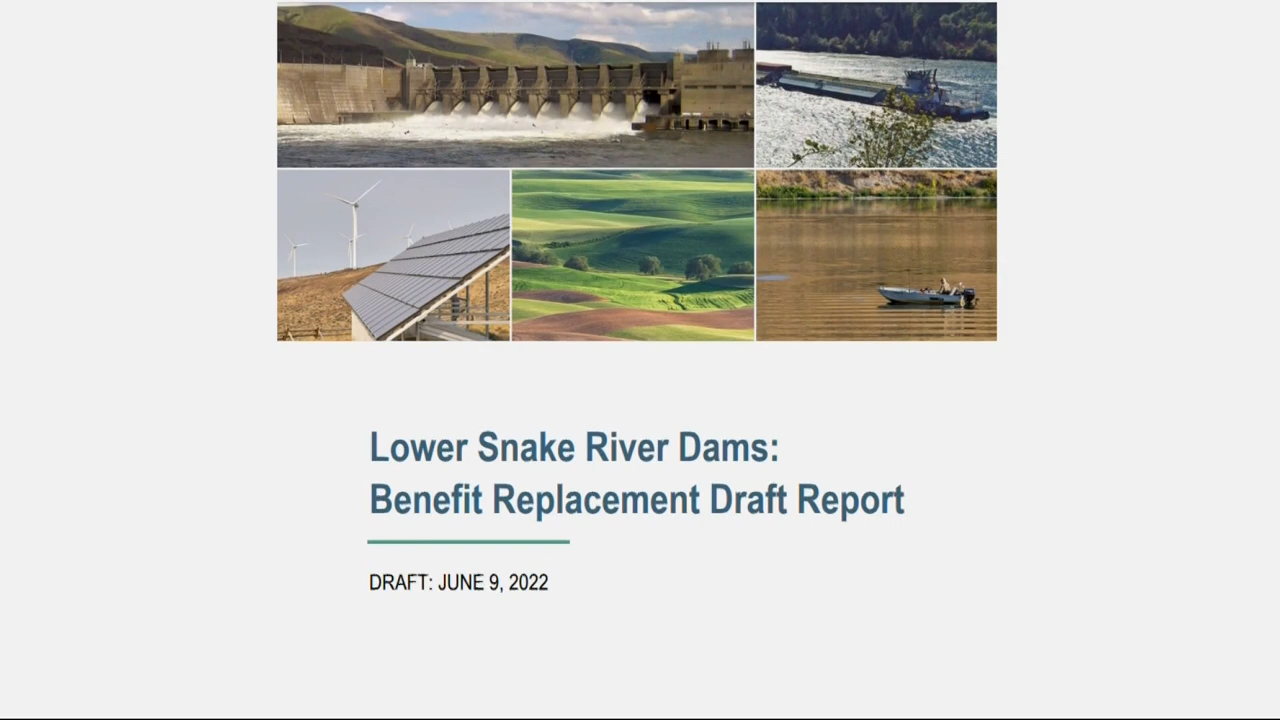 Lower Snake River Dams:
Benefit Replacement Draft Report
DRAFT: JUNE 9, 2022